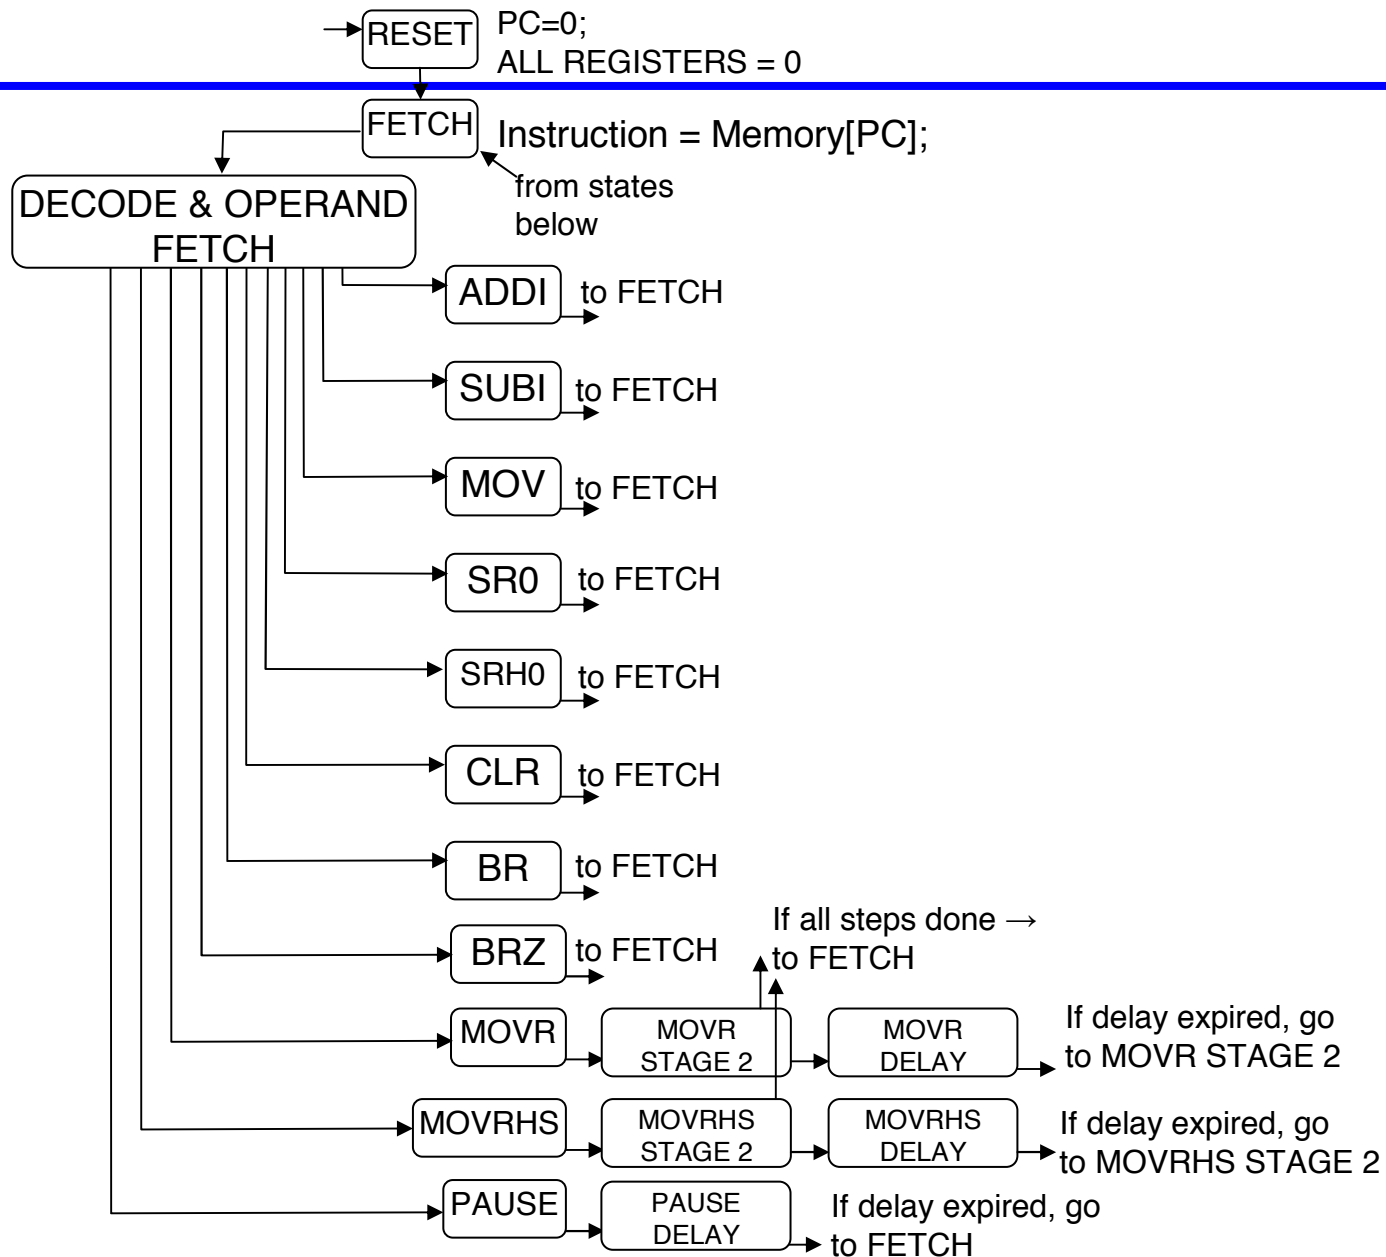 RESET
PC=0;
ALL REGISTERS = 0
FETCH
Instruction = Memory[PC];
from states
below
DECODE & OPERAND
FETCH
ADDI
to FETCH
SUBI
to FETCH
MOV
to FETCH
SR0
to FETCH
SRH0
to FETCH
CLR
to FETCH
BR
to FETCH
BRZ
to FETCH
If all steps done →
to FETCH
MOVR
MOVR
STAGE 2
MOVR
DELAY
If delay expired, go
to MOVR STAGE 2
MOVRHS
MOVRHS
STAGE 2
MOVRHS
DELAY
If delay expired, go
to MOVRHS STAGE 2
PAUSE
PAUSE
DELAY
If delay expired, go
to FETCH